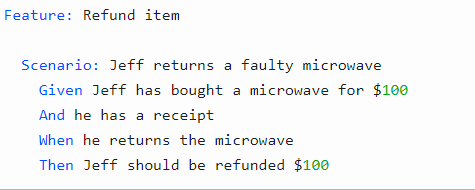 Feature: Refund item
Scenario: Jeff returns a faulty microwave
Given Jeff has bought a microwave for $100
And he has a receipt
When he returns the microwave
Then Jeff should be refunded $100